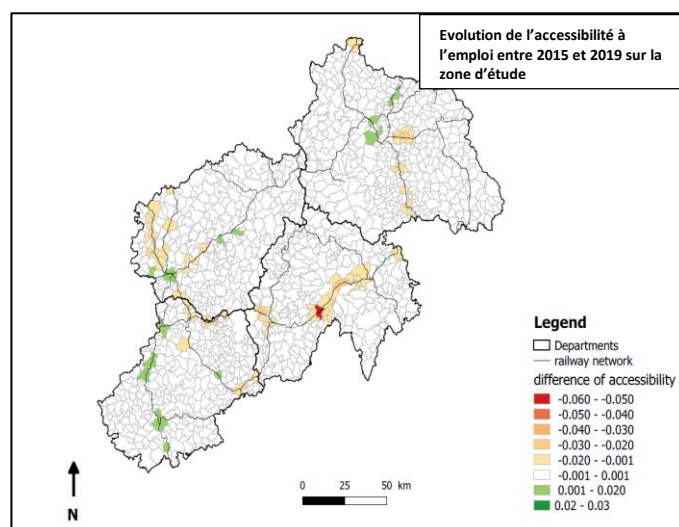 Evolution de l’accessibilité à
l’emploi entre 2015 et 2019 sur la
zone d’étude
Legend
Departments
railway network
difference of accessibility
-0.060 - -0.050
-0.050 - -0.040
-0.040 - -0.030
-0.030 - -0.020
-0.020 - -0.001
-0.001 - 0.001
0.001 - 0.020
0.02 - 0.03
0 25 50 km
N